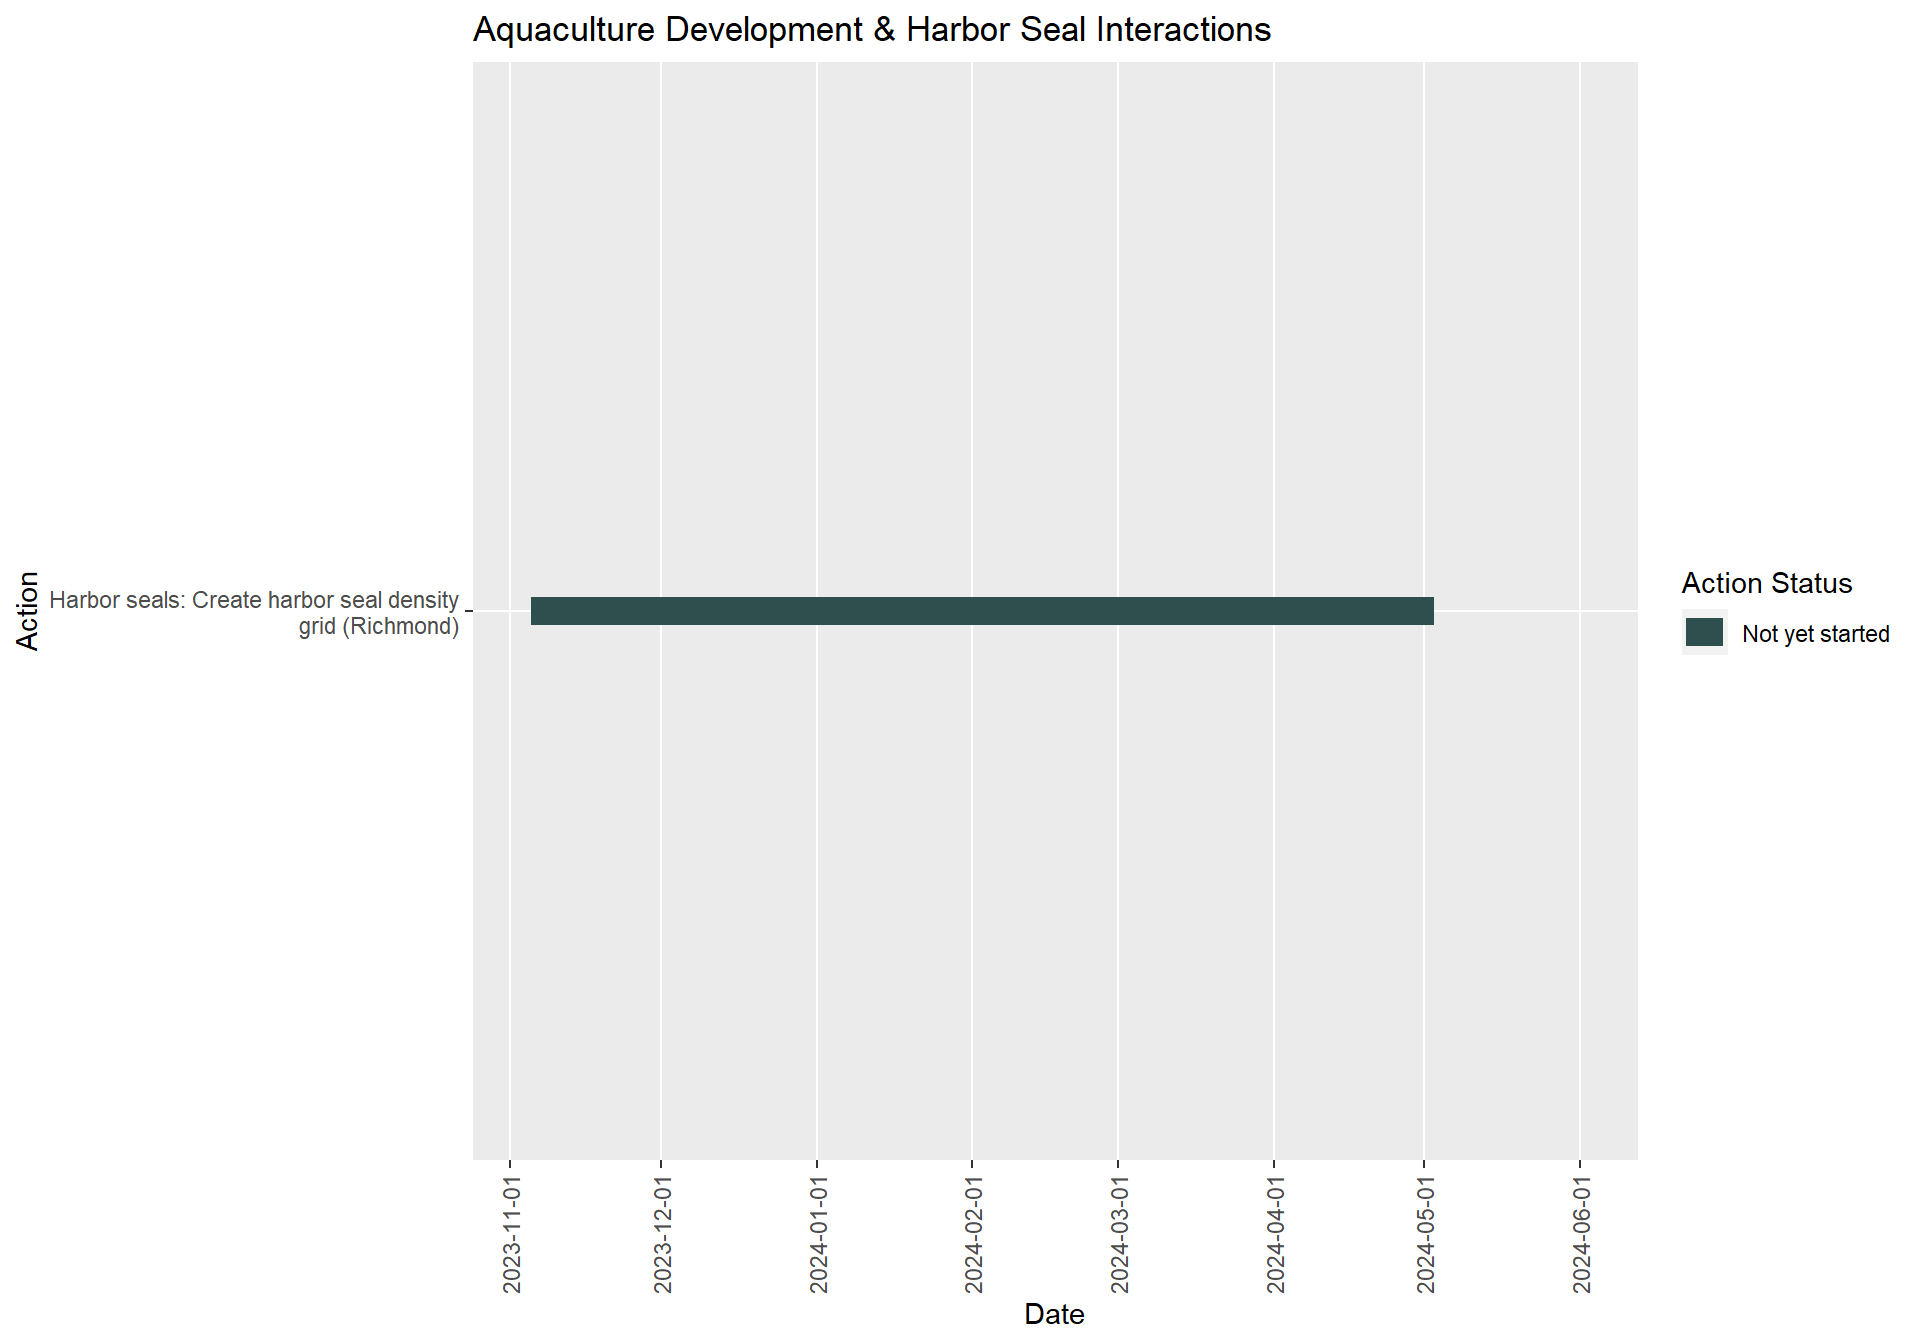 Aquaculture Development & Harbor Seal Interactions
Action
Harbor seals: Create harbor seal density
grid (Richmond)
Action Status
Not yet started
2023-11-01
2023-12-01
2024-01-01
2024-02-01
2024-03-01
2024-04-01
2024-05-01
2024-06-01
Date